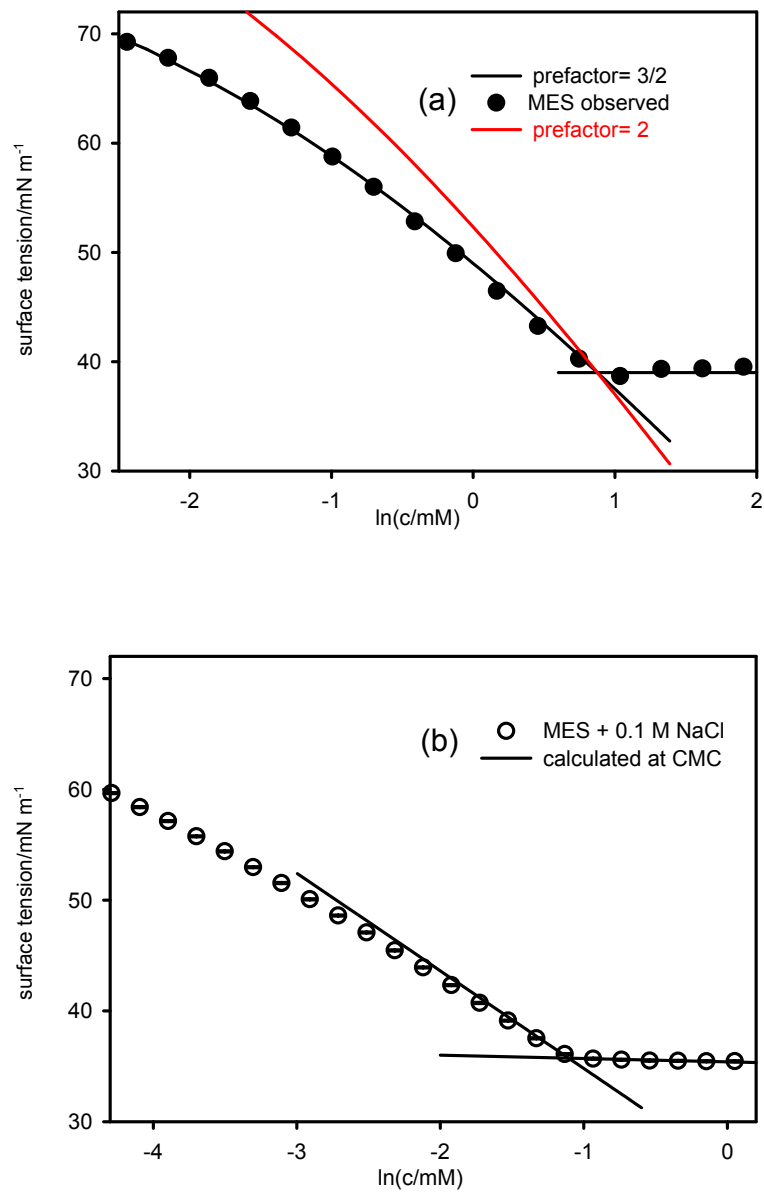 70
60
50
40
30
surface tension/mN m⁻¹
(a)
prefactor= 3/2
MES observed
prefactor= 2
-2
-1
0
1
2
ln(c/mM)
70
60
50
40
30
surface tension/mN m⁻¹
(b)
MES + 0.1 M NaCl
calculated at CMC
-4
-3
-2
-1
0
ln(c/mM)